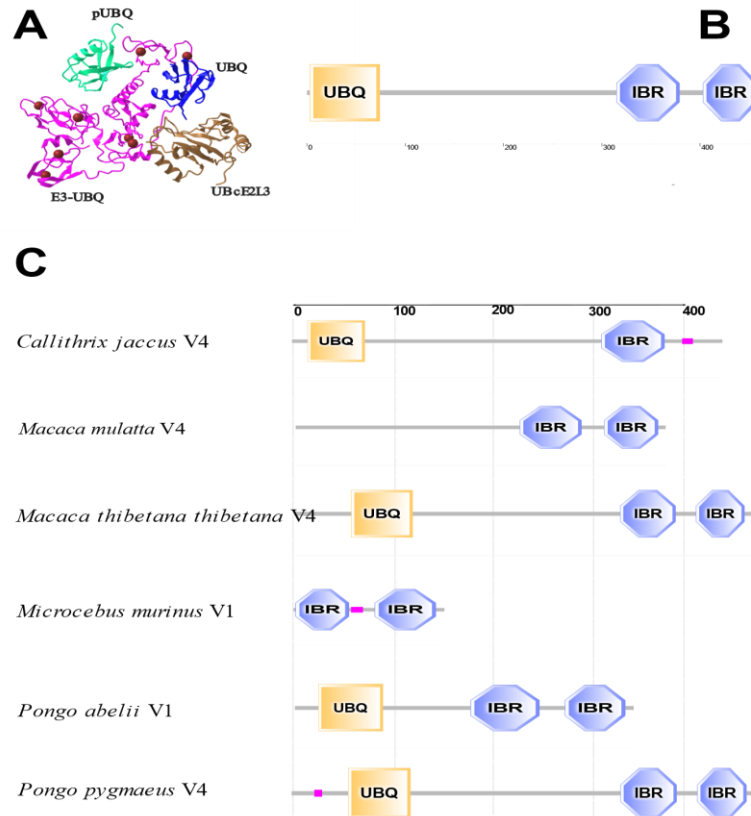 A
pUBQ
UBQ
E3-UBQ
UBcE2L3
B
UBQ IBR IBR
0 100 200 300 400
C
0 100 200 300 400
Callithrix jaccus V4 UBQ IBR
Macaca mulatta V4 IBR IBR
Macaca thibetana thibetana V4 UBQ IBR IBR
Microcebus murinus V1 IBR IBR
Pongo abelii V1 UBQ IBR IBR
Pongo pygmaeus V4 UBQ IBR IBR